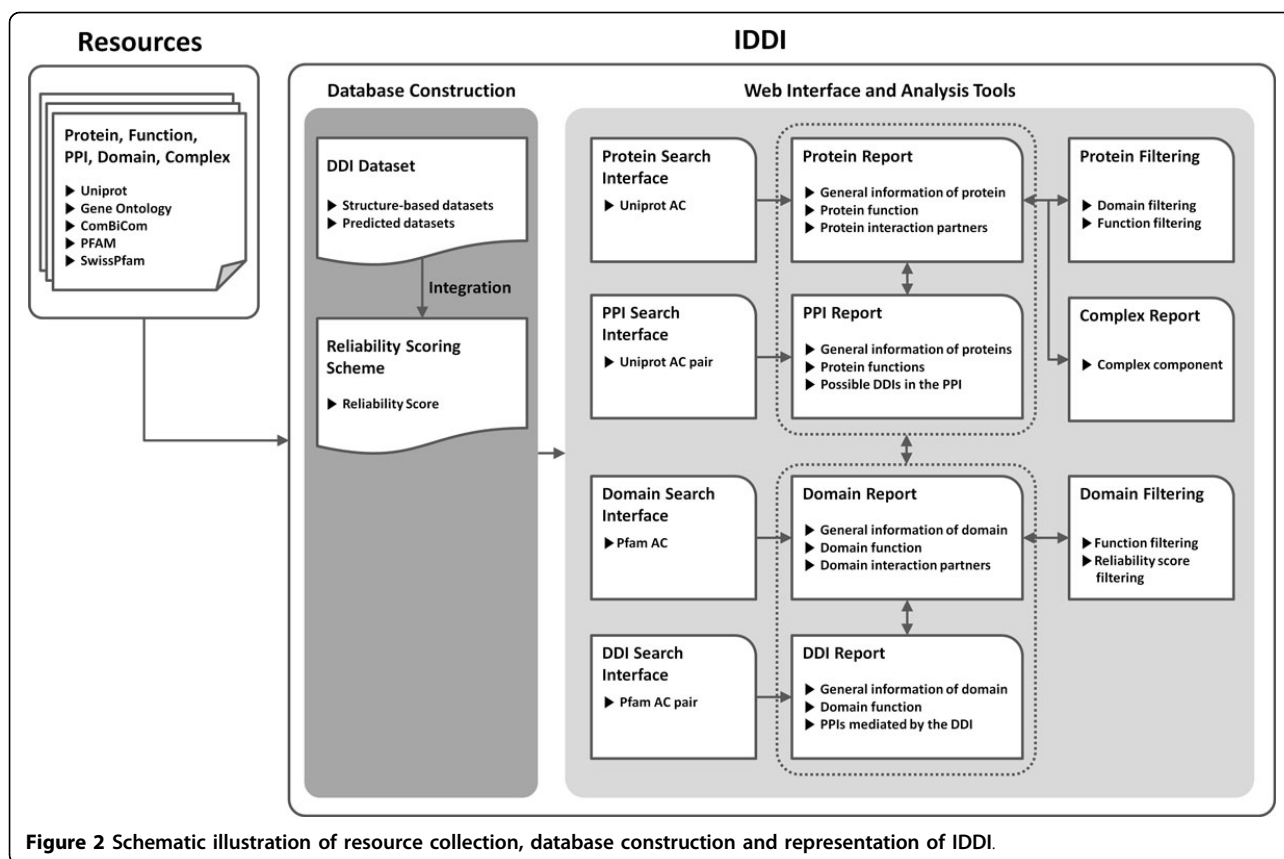 Resources
IDDI
Protein, Function,
PPI, Domain, Complex
▶ Uniprot
▶ Gene Ontology
▶ ComBiCom
▶ PFAM
▶ SwissPfam
Database Construction
DDI Dataset
▶ Structure-based datasets
▶ Predicted datasets
Integration
Reliability Scoring
Scheme
▶ Reliability Score
Web Interface and Analysis Tools
Protein Search
Interface
▶ Uniprot AC
Protein Report
▶ General information of protein
▶ Protein function
▶ Protein interaction partners
Protein Filtering
▶ Domain filtering
▶ Function filtering
PPI Search
Interface
▶ Uniprot AC pair
PPI Report
▶ General information of proteins
▶ Protein functions
▶ Possible DDIs in the PPI
Complex Report
▶ Complex component
Domain Search
Interface
▶ Pfam AC
Domain Report
▶ General information of domain
▶ Domain function
▶ Domain interaction partners
Domain Filtering
▶ Function filtering
▶ Reliability score
filtering
DDI Search
Interface
▶ Pfam AC pair
DDI Report
▶ General information of domain
▶ Domain function
▶ PPIs mediated by the DDI
Figure 2 Schematic illustration of resource collection, database construction and representation of IDDI.